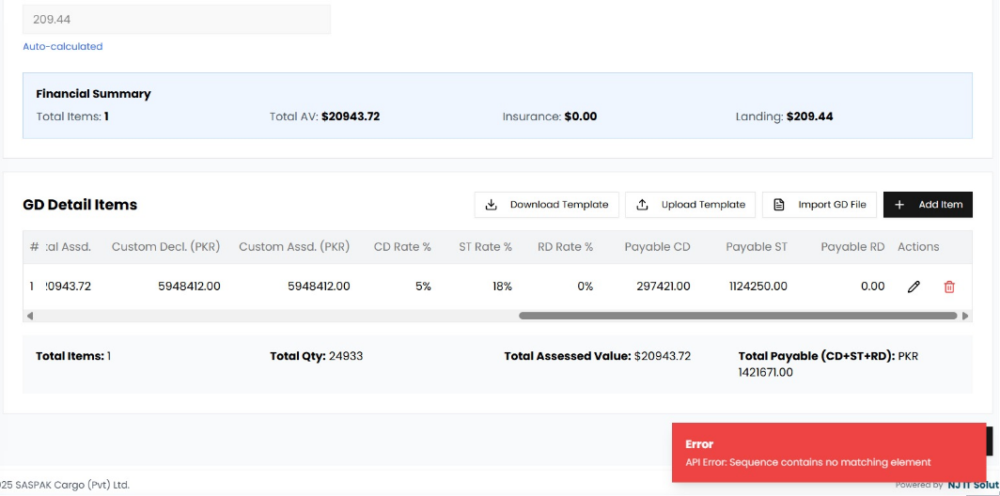 209.44
Auto-calculated
Financial Summary
Total Items: 1 Total AV: $20943.72 Insurance: $0.00 Landing: $209.44
GD Detail Items Download Template Upload Template Import GD File + Add Item
# Assd. Custom Decl. (PKR) Custom Assd. (PKR) CD Rate % ST Rate % RD Rate % Payable CD Payable ST Payable RD Actions
1 0943.72 5948412.00 5948412.00 5% 18% 0% 297421.00 1124250.00 0.00
Total Items: 1 Total Qty: 24933 Total Assessed Value: $20943.72 Total Payable (CD+ST+RD): PKR
1421671.00
Error
API Error: Sequence contains no matching element
25 SASPAK Cargo (Pvt) Ltd. Powered by NJ IT Solut